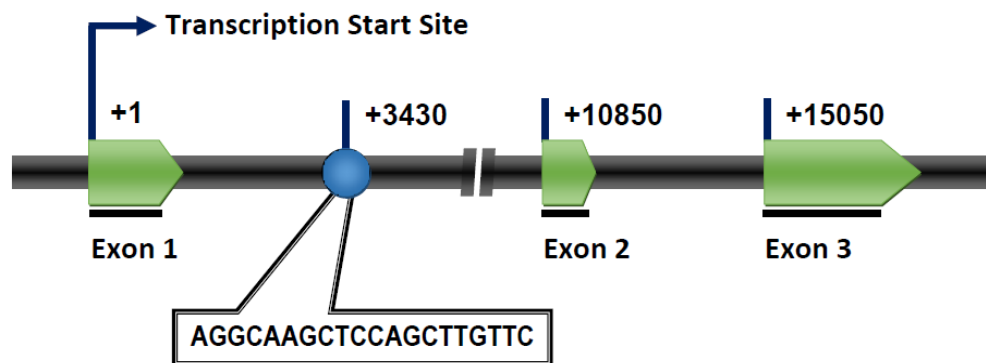 Transcription Start Site
+1
+3430
+10850
+15050
Exon 1
Exon 2
Exon 3
AGGCAAGCTCCAGCTTGTTC